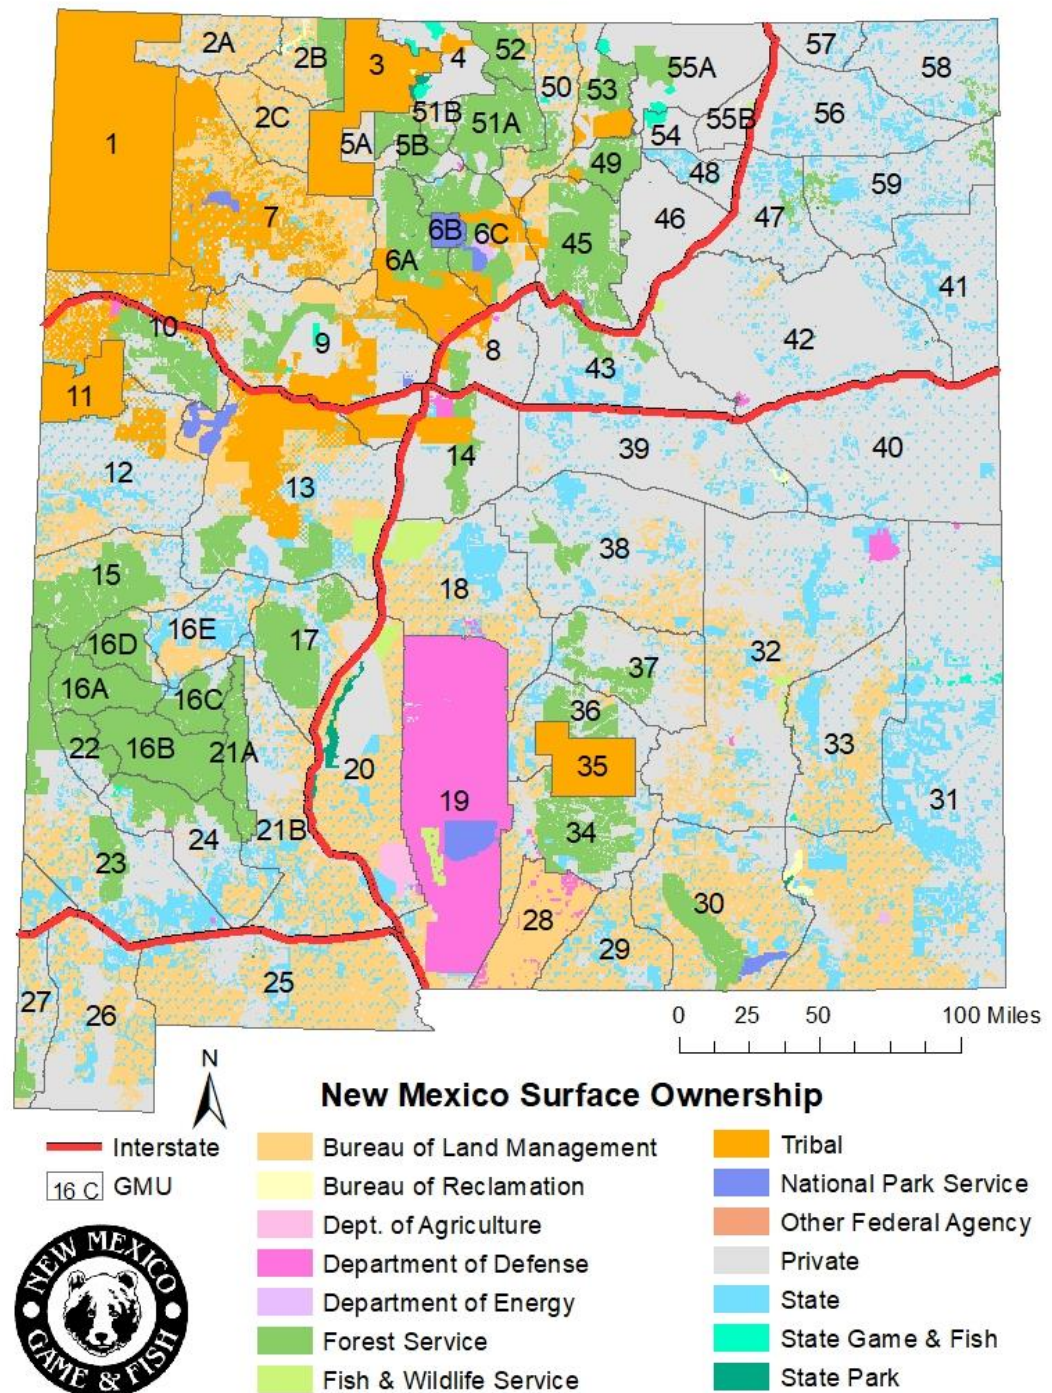 2A
2B
52
57
3
4
50
53
55A
58
2C
51B
55B
56
1
5A
5B
51A
54
49
48
59
7
46
47
6B
6C
45
6A
41
10
9
8
42
43
11
12
13
14
39
40
15
18
38
16E
16D
17
32
37
16A
16C
36
22
16B
21A
20
35
33
19
31
24
21B
34
23
28
30
29
27
26
25
0 25 50 100 Miles
N
New Mexico Surface Ownership
Interstate
16 C GMU
Bureau of Land Management
Bureau of Reclamation
Dept. of Agriculture
Department of Defense
Department of Energy
Forest Service
Fish & Wildlife Service
Tribal
National Park Service
Other Federal Agency
Private
State
State Game & Fish
State Park
NEW MEXICO
GAME & FISH